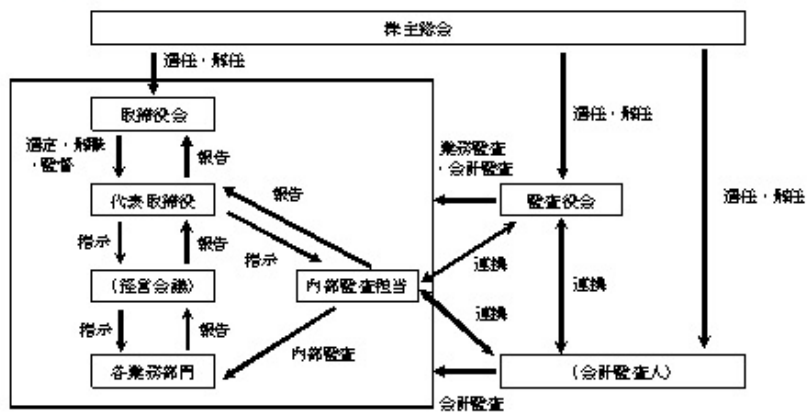 株主総会
選任・解任
取締役会
選任・解任
選定・解職
・監督
報告
業務監査
・会計監査
報告
代表取締役
監査役会
選任・解任
指示
報告
指示
(経営会議)
内部監査担当
連携
連携
指示
報告
連携
内部監査
各業務部門
(会計監査人)
会計監査